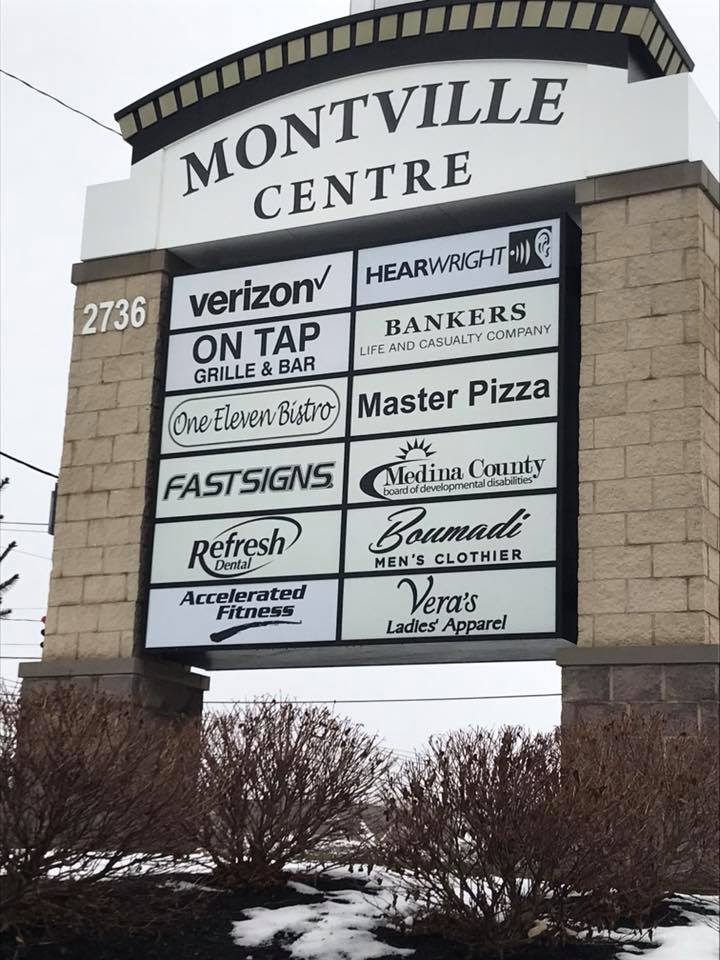 MONTVILLE
CENTRE
2736
verizon
HEARWRIGHT
ON TAP
GRILLE & BAR
BANKERS
LIFE AND CASUALTY COMPANY
One Eleven Bistro
Master Pizza
FASTSIGNS
Medina County
board of developmental disabilities
Refresh
Dental
Boumadi
MEN'S CLOTHIER
Accelerated
Fitness
Vera's
Ladies' Apparel